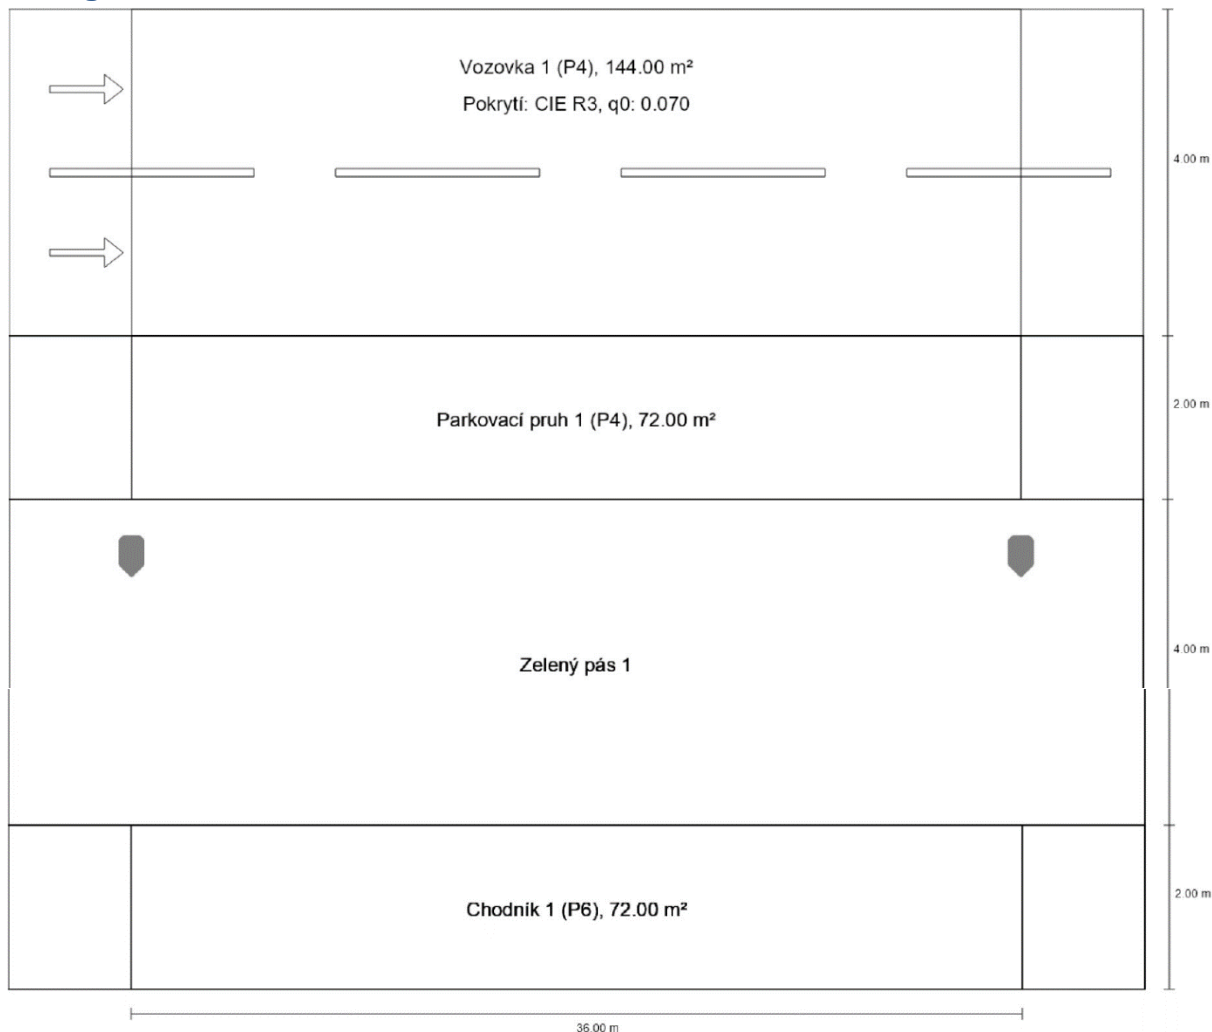 Vozovka 1 (P4), 144.00 m²
Pokrytí: CIE R3, q0: 0.070
4.00 m
Parkovací pruh 1 (P4), 72.00 m²
2.00 m
Zelený pás 1
4.00 m
Chodník 1 (P6), 72.00 m²
2.00 m
36.00 m